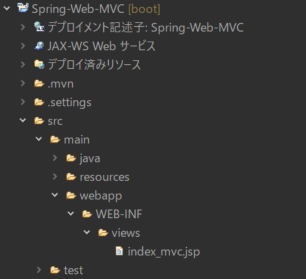 Spring-Web-MVC [boot]
デプロイメント記述子: Spring-Web-MVC
JAX-WS Web サービス
デプロイ済みリソース
.mvn
.settings
src
main
java
resources
webapp
WEB-INF
views
index_mvc.jsp
test